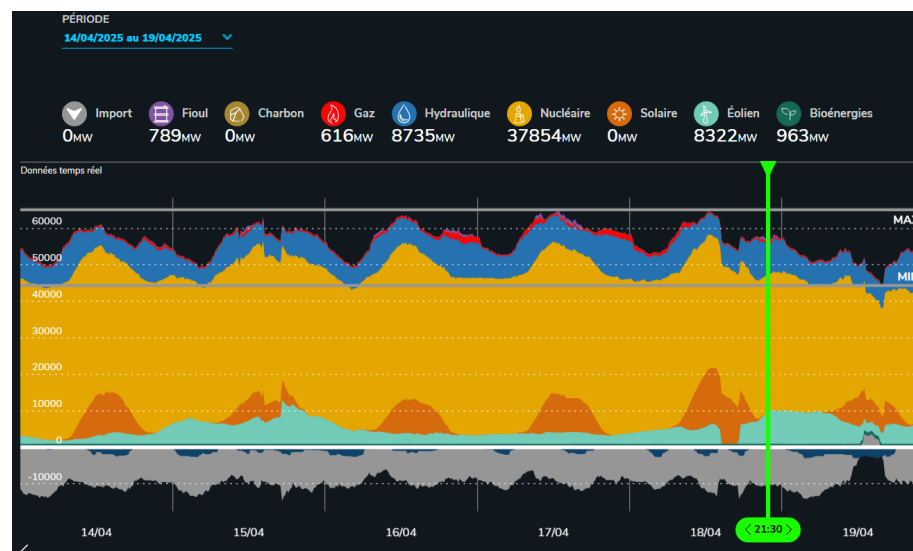 PÉRIODE
14/04/2025 au 19/04/2025
Import Fioul Charbon Gaz Hydraulique Nucléaire Solaire Éolien Bioénergies
0MW 789MW 0MW 616MW 8735MW 37854MW 0MW 8322MW 963MW
Données temps réel
60000
MAX
50000
40000
30000
20000
10000
0
-10000
14/04 15/04 16/04 17/04 18/04 21:30 19/04